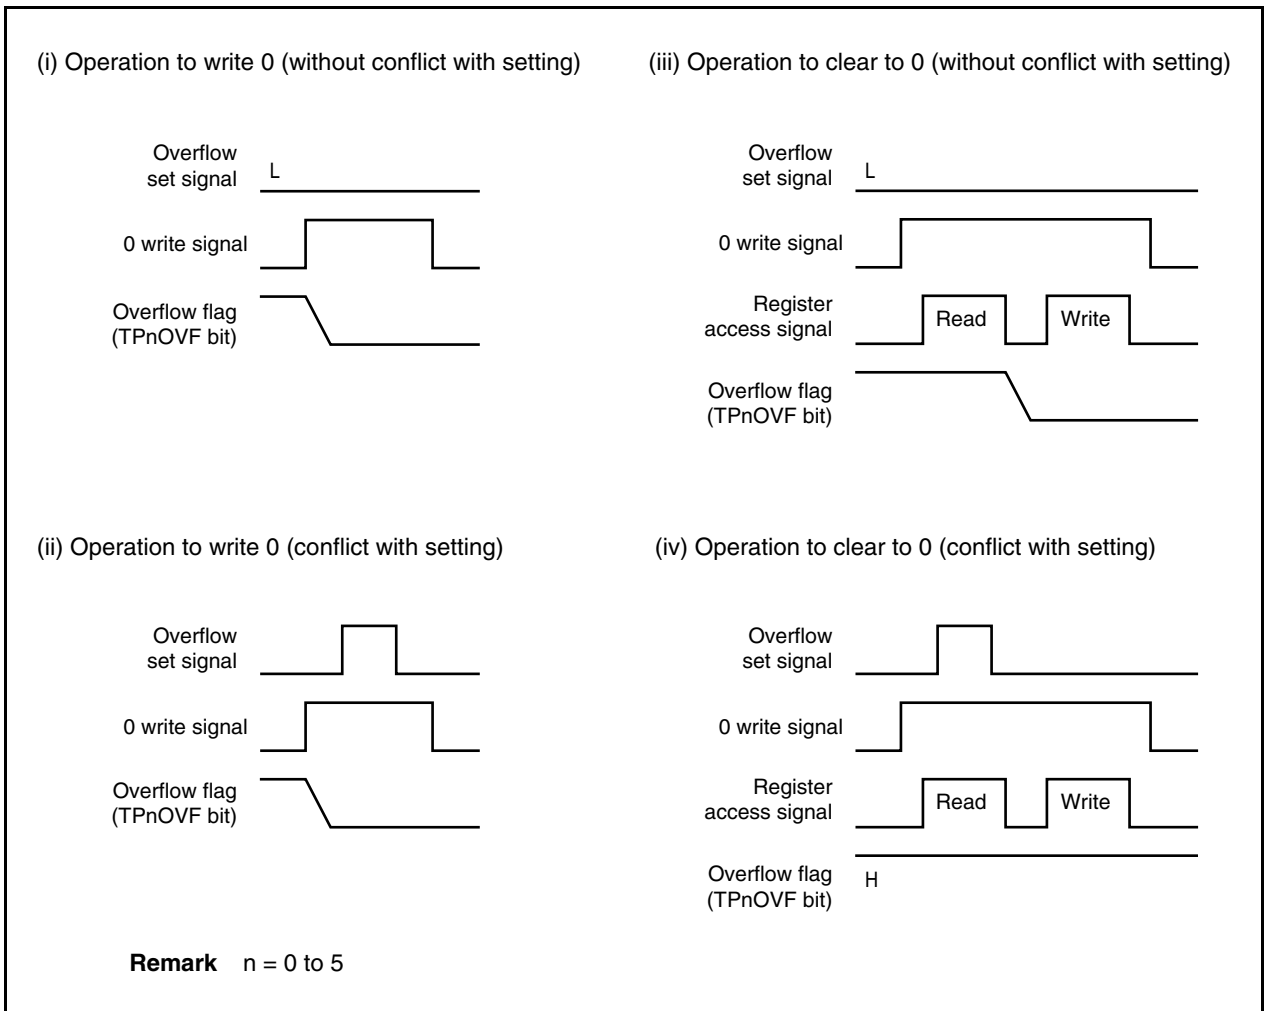 (i) Operation to write 0 (without conflict with setting)
Overflow
set signal
L
0 write signal
Overflow flag
(TPnOVF bit)
(iii) Operation to clear to 0 (without conflict with setting)
Overflow
set signal
L
0 write signal
Register
access signal
Read
Write
Overflow flag
(TPnOVF bit)
(ii) Operation to write 0 (conflict with setting)
Overflow
set signal
0 write signal
Overflow flag
(TPnOVF bit)
(iv) Operation to clear to 0 (conflict with setting)
Overflow
set signal
0 write signal
Register
access signal
Read
Write
Overflow flag
(TPnOVF bit)
H
Remark n = 0 to 5